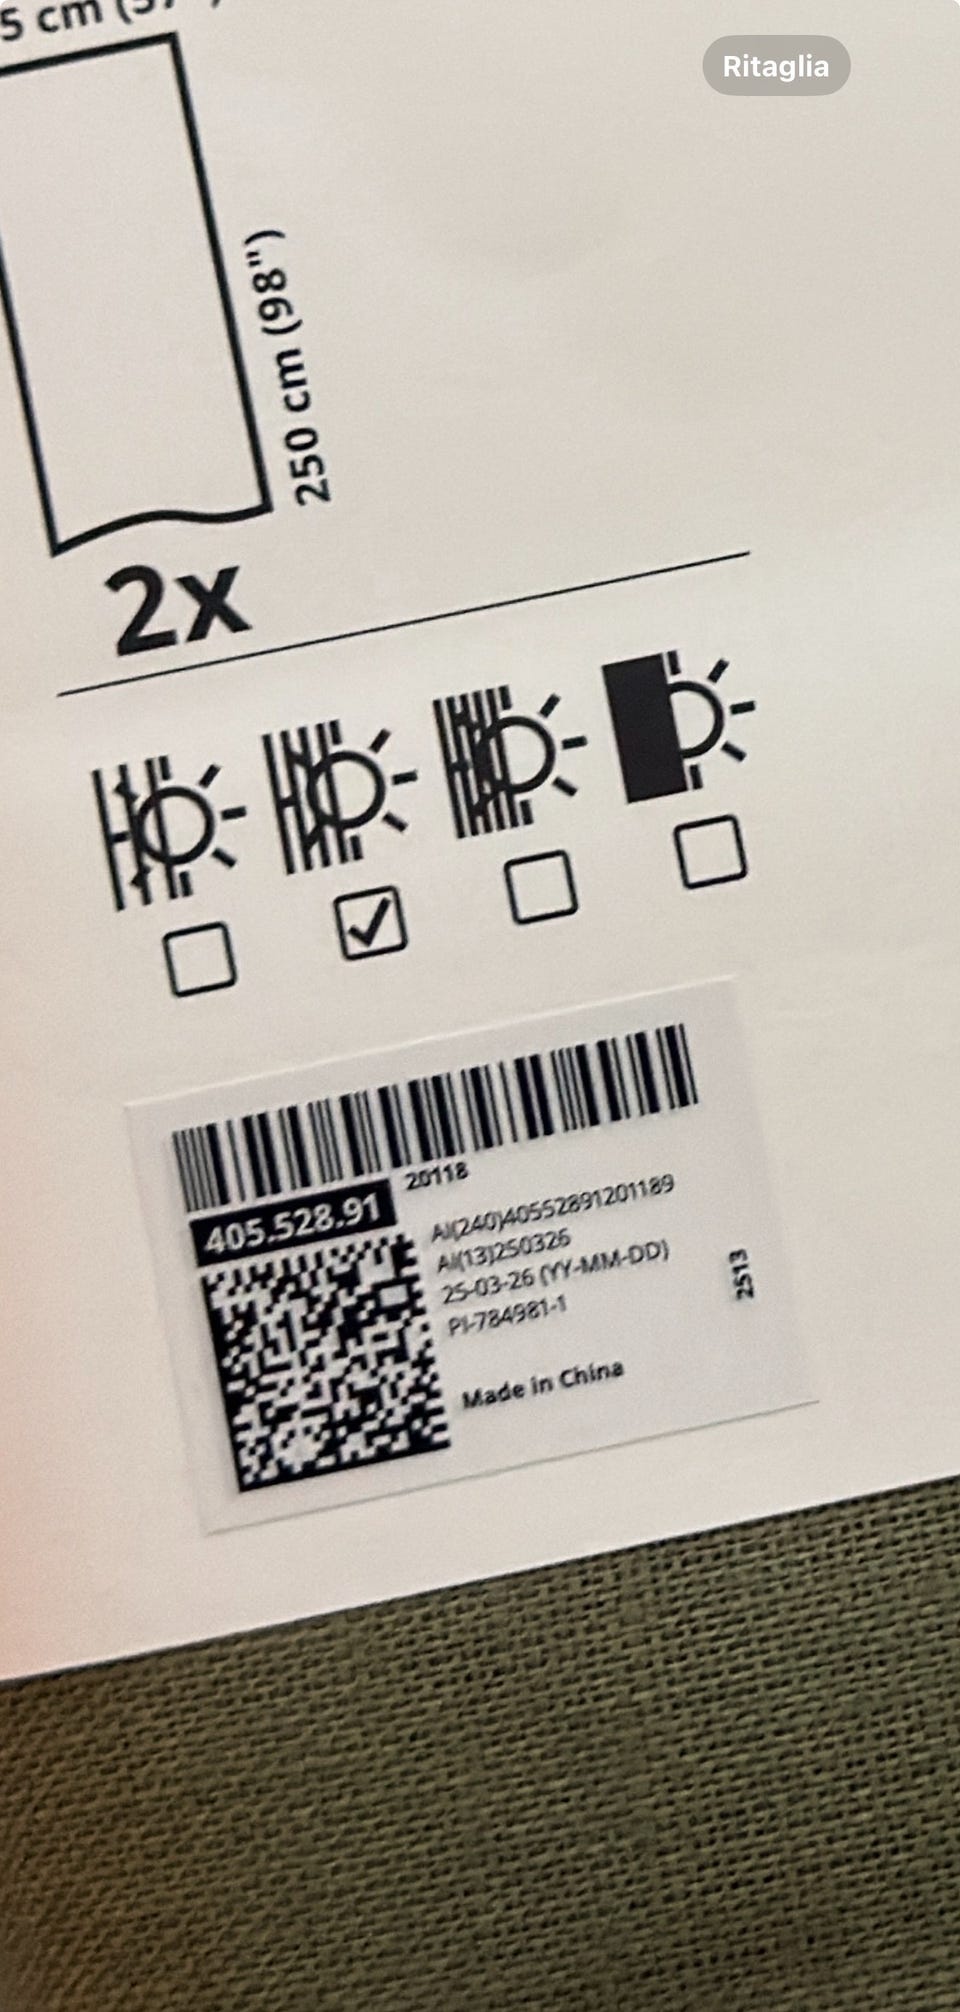 Ritaglia
5 cm (57
250 cm (98")
2x
20118
405.528.91
AI(240)40552891201189
AI(13)250326
25-03-26 (YY-MM-DD)
PI-784981-1
2513
Made in China